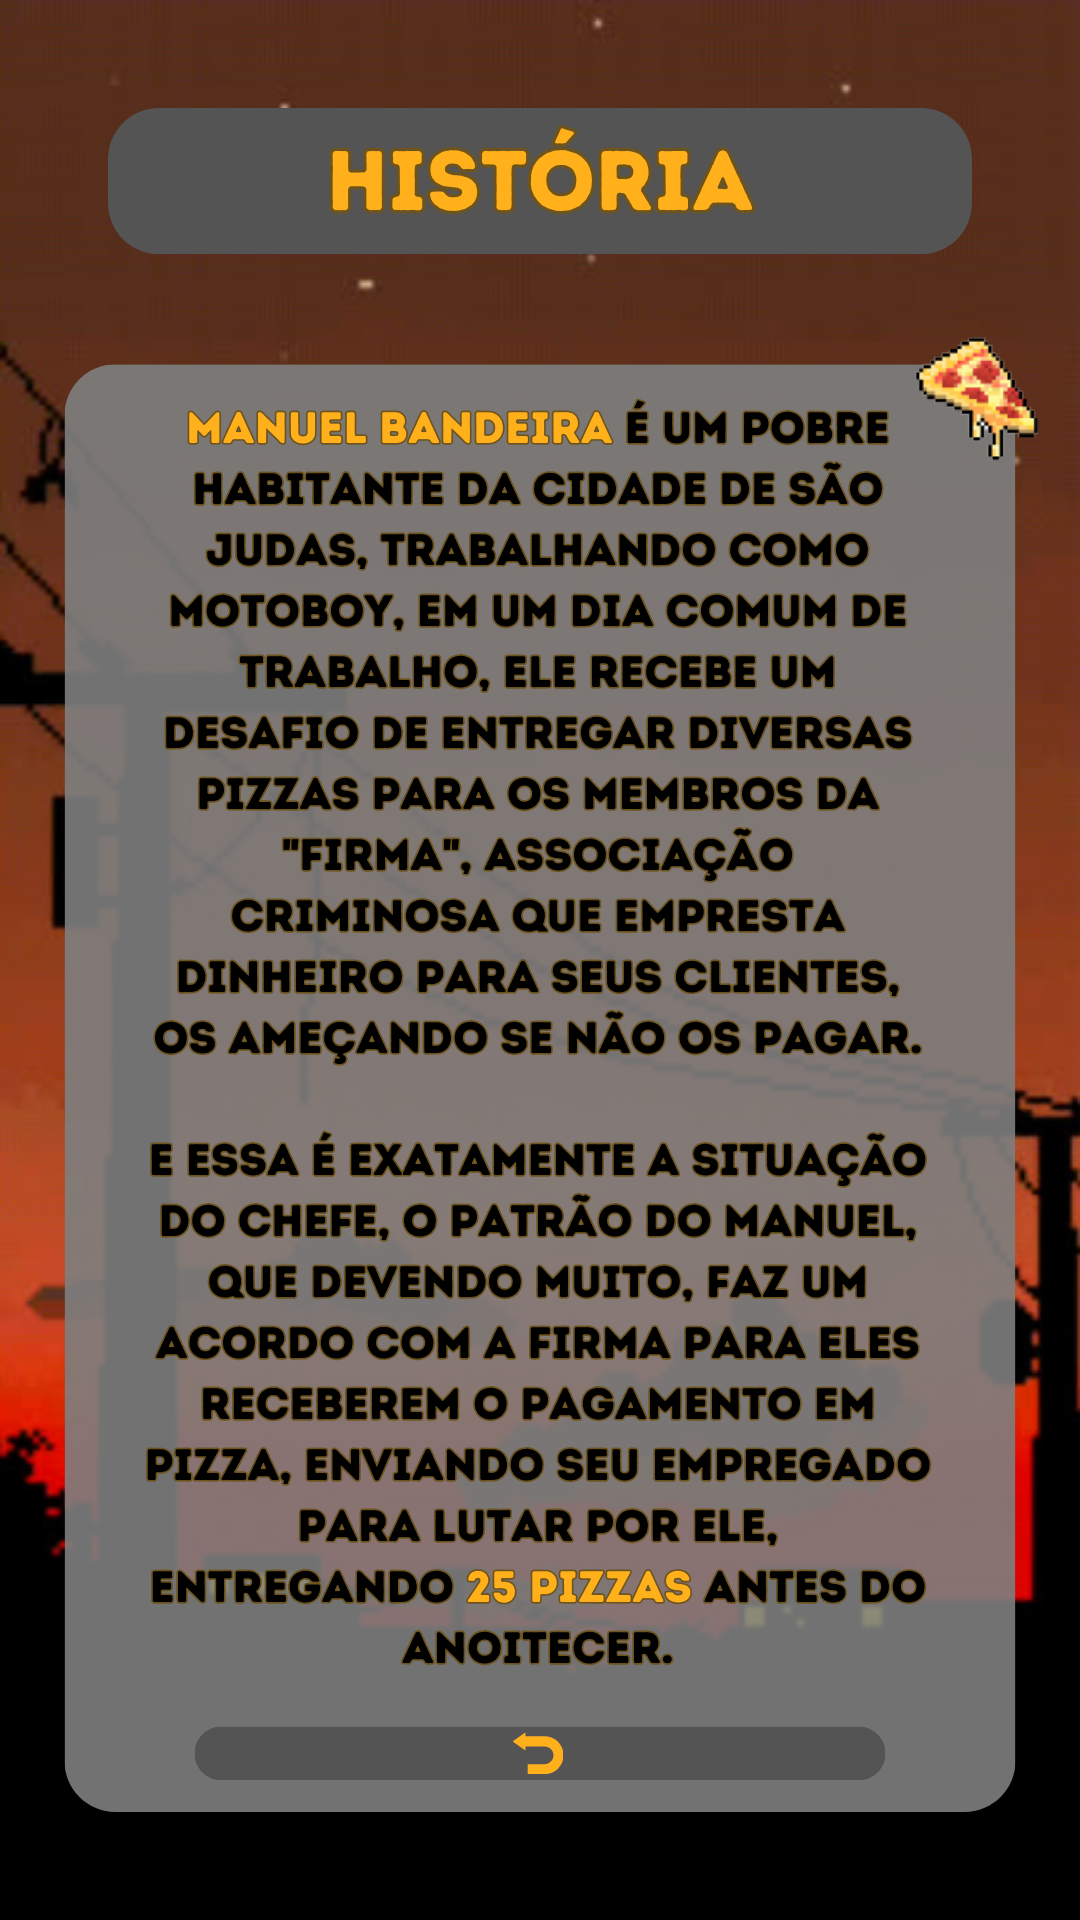 HISTÓRIA
MANUEL BANDEIRA É UM POBRE
HABITANTE DA CIDADE DE SÃO
JUDAS, TRABALHANDO COMO
MOTOBOY, EM UM DIA COMUM DE
TRABALHO, ELE RECEBE UM
DESAFIO DE ENTREGAR DIVERSAS
PIZZAS PARA OS MEMBROS DA
"FIRMA", ASSOCIAÇÃO
CRIMINOSA QUE EMPRESTA
DINHEIRO PARA SEUS CLIENTES,
OS AMEÇANDO SE NÃO OS PAGAR.
E ESSA É EXATAMENTE A SITUAÇÃO
DO CHEFE, O PATRÃO DO MANUEL,
QUE DEVENDO MUITO, FAZ UM
ACORDO COM A FIRMA PARA ELES
RECEBEREM O PAGAMENTO EM
PIZZA, ENVIANDO SEU EMPREGADO
PARA LUTAR POR ELE,
ENTREGANDO 25 PIZZAS ANTES DO
ANOITECER.